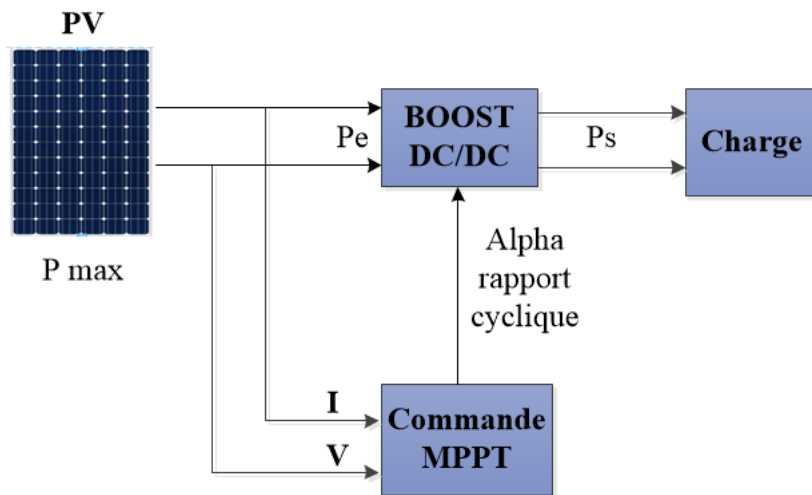 PV
BOOST
DC/DC
Pe
Ps
Charge
P max
Alpha
rapport
cyclique
I
V
Commande
MPPT